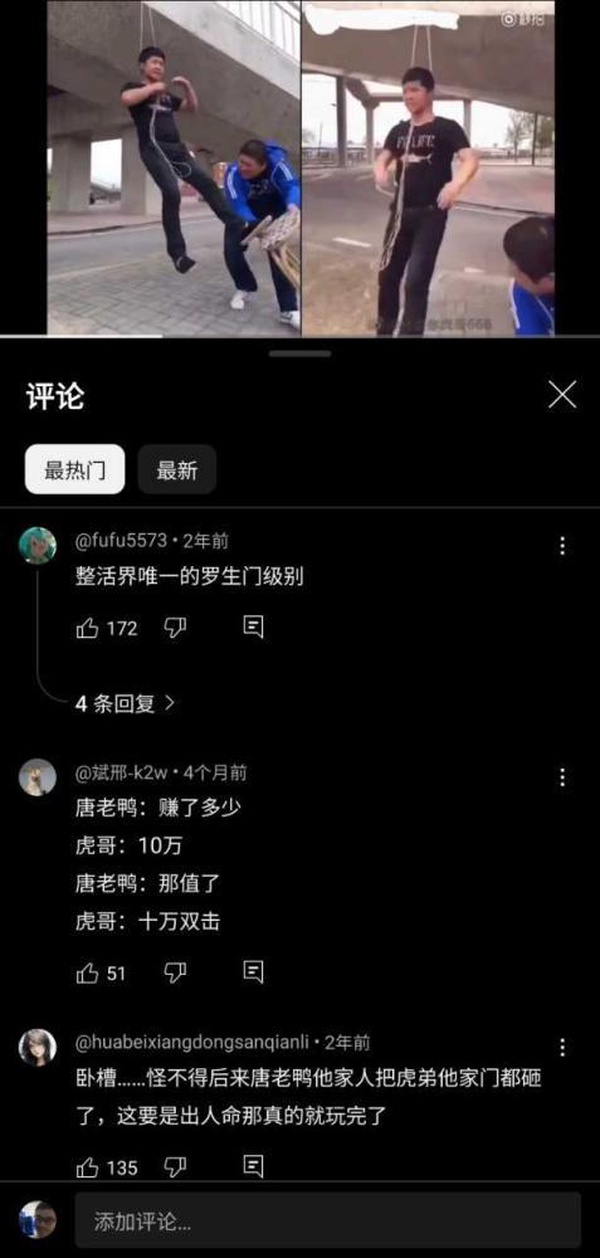 秒拍
评论
最热门
最新
@fufu5573 • 2年前
整活界唯一的罗生门级别
172
4 条回复 >
@斌邢-k2w • 4个月前
唐老鸭：赚了多少
虎哥：10万
唐老鸭：那值了
虎哥：十万双击
51
@huabeixiangdongsanqianli • 2年前
卧槽……怪不得后来唐老鸭他家人把虎弟他家门都砸
了，这要是出人命那真的就玩完了
135
添加评论...